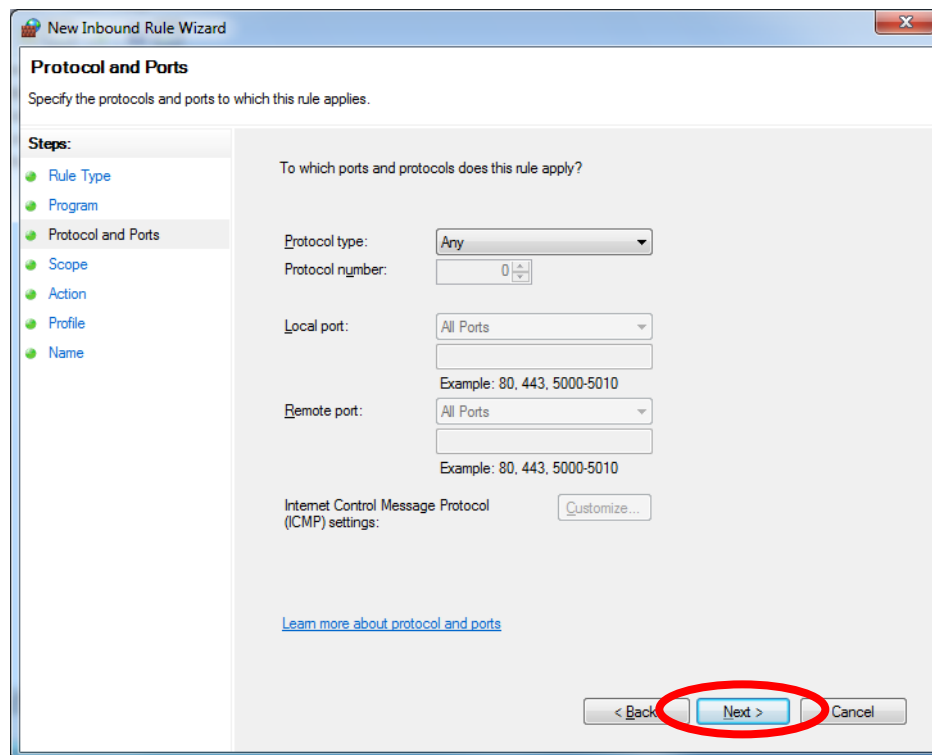 New Inbound Rule Wizard
Protocol and Ports
Specify the protocols and ports to which this rule applies.
Steps:
Rule Type
Program
Protocol and Ports
Scope
Action
Profile
Name
To which ports and protocols does this rule apply?
Protocol type: Any
Protocol number: 0
Local port: All Ports
Example: 80, 443, 5000-5010
Remote port: All Ports
Example: 80, 443, 5000-5010
Internet Control Message Protocol
(ICMP) settings:
Customize...
Learn more about protocol and ports
< Back Next > Cancel